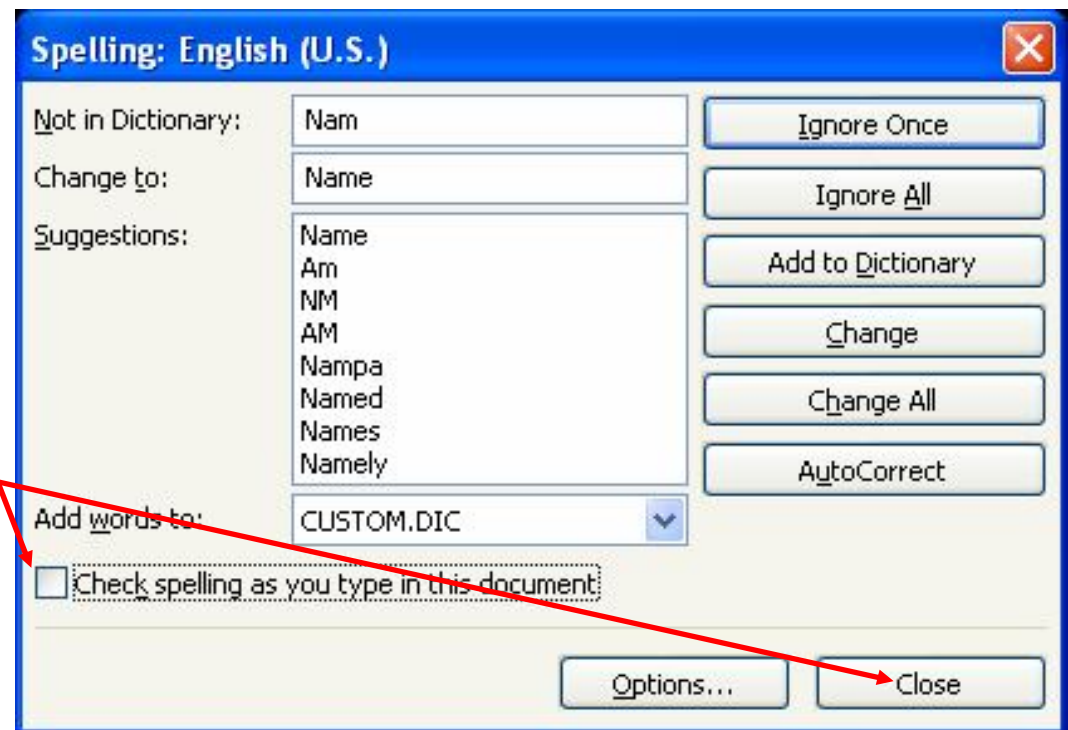 Spelling: English (U.S.)
Not in Dictionary:
Nam
Ignore Once
Change to:
Name
Ignore All
Suggestions:
Name
Am
NM
AM
Nampa
Named
Names
Namely
Add to Dictionary
Change
Change All
AutoCorrect
Add words to:
CUSTOM.DIC
Check spelling as you type in this document
Options...
Close